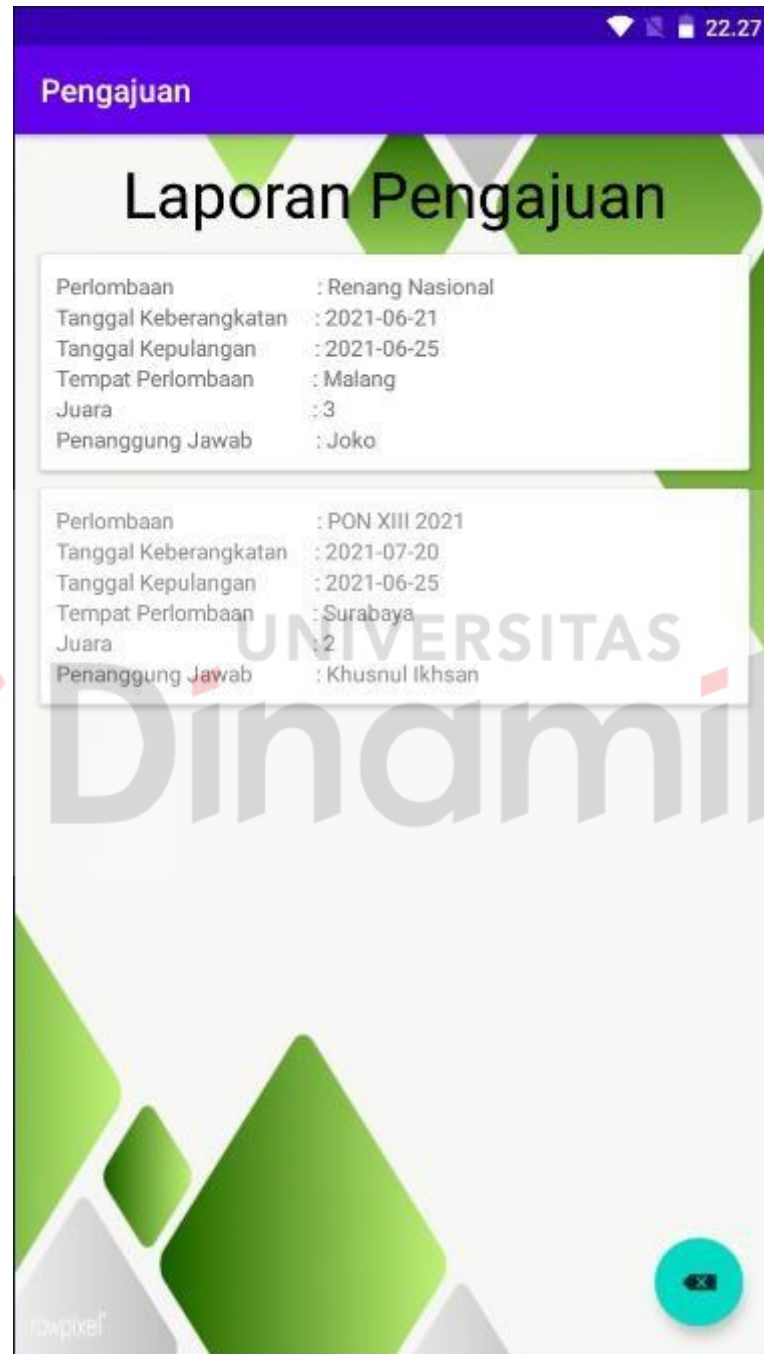 22.27
Pengajuan
Laporan Pengajuan
Perlombaan : Renang Nasional
Tanggal Keberangkatan : 2021-06-21
Tanggal Kepulangan : 2021-06-25
Tempat Perlombaan : Malang
Juara : 3
Penanggung Jawab : Joko
Perlombaan : PON XIII 2021
Tanggal Keberangkatan : 2021-07-20
Tanggal Kepulangan : 2021-06-25
Tempat Perlombaan : Surabaya
Juara : 2
Penanggung Jawab : Khusnul Ikhsan
UNIVERSITAS
Dinami
rawpixel